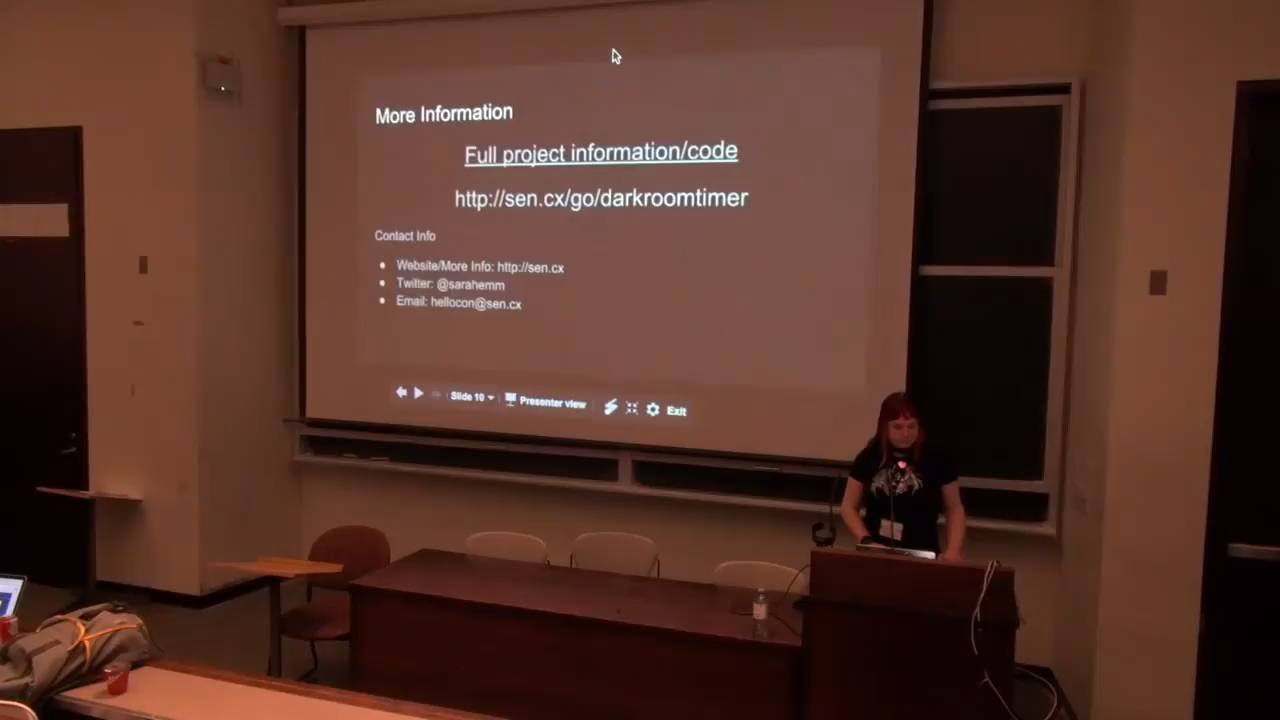 More Information
Full project information/code
http://sen.cx/go/darkroomtimer
Contact Info
Website/More Info: http://sen.cx
Twitter: @sarahemm
Email: hellocon@sen.cx
Slide 10
Presenter view
Exit